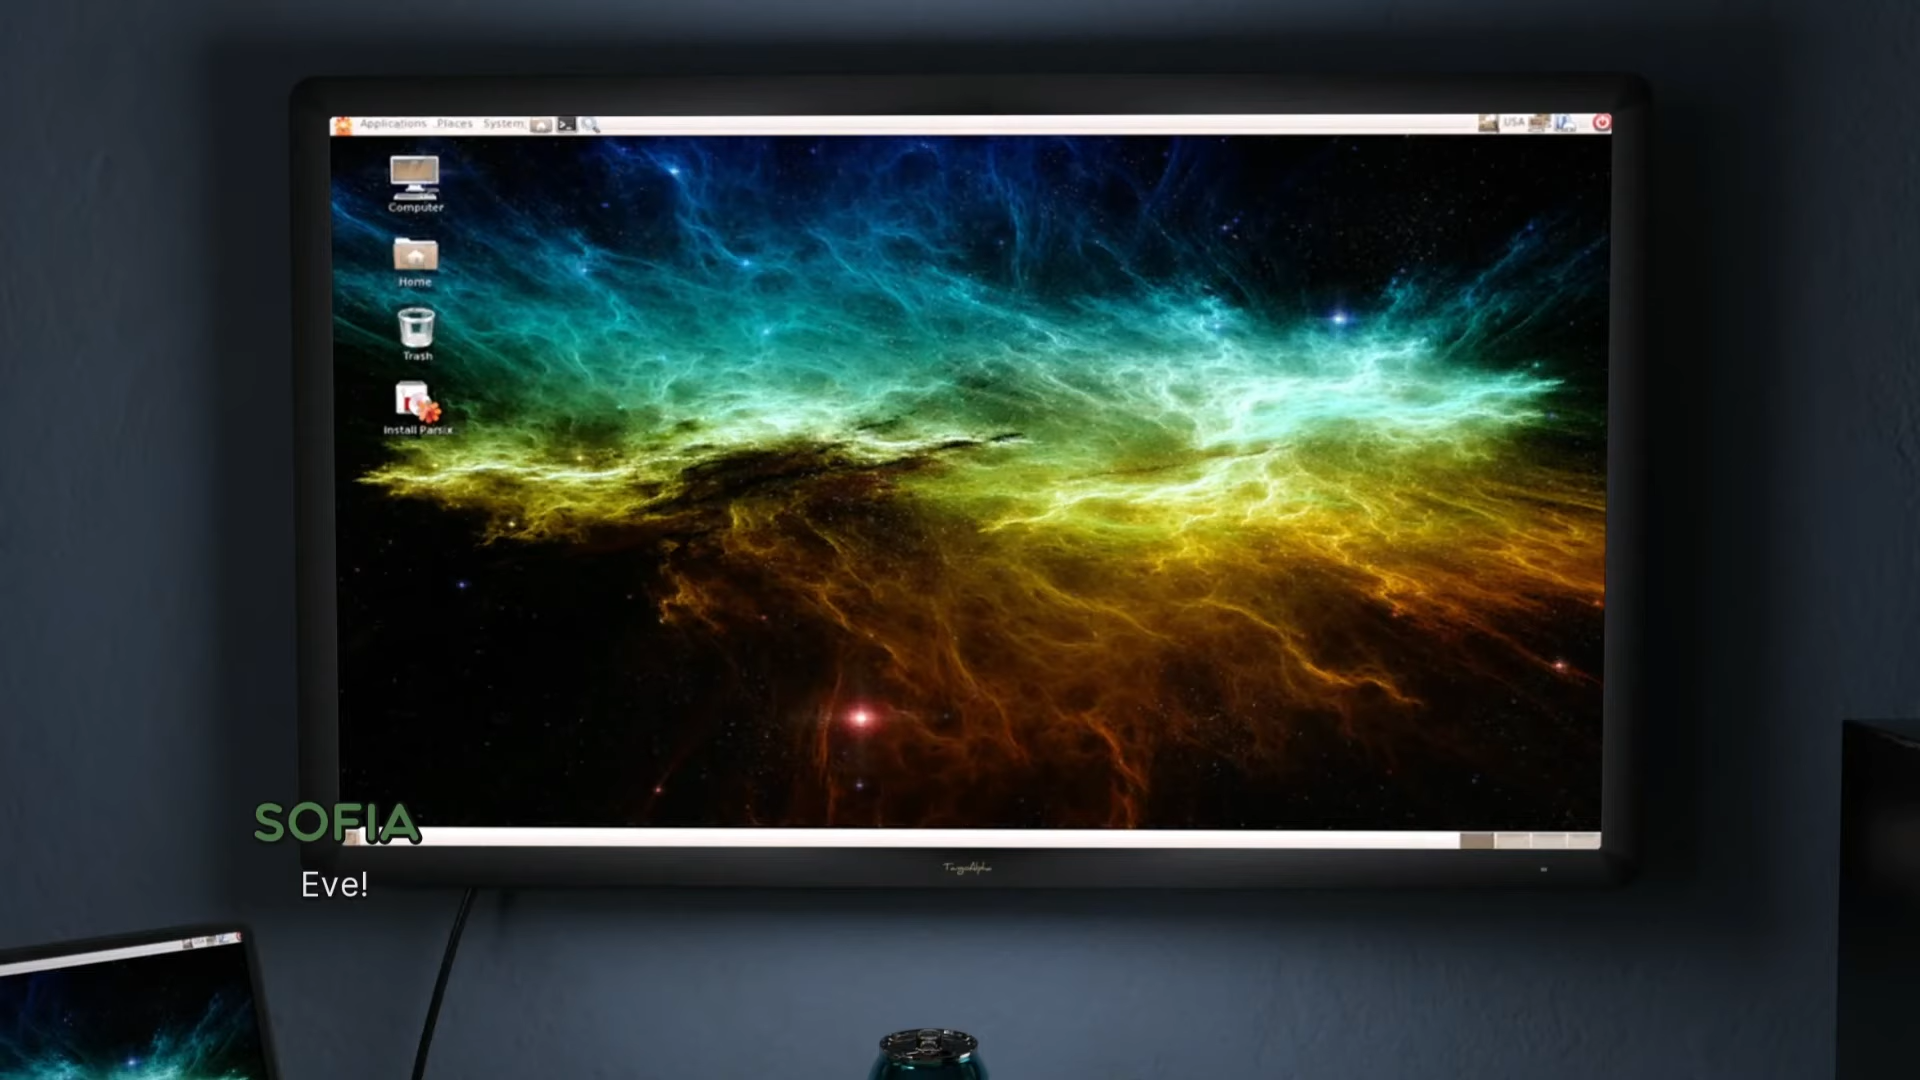 Applications Places System
USA
Computer
Home
Trash
Install Parsix
SOFIA
Eve!